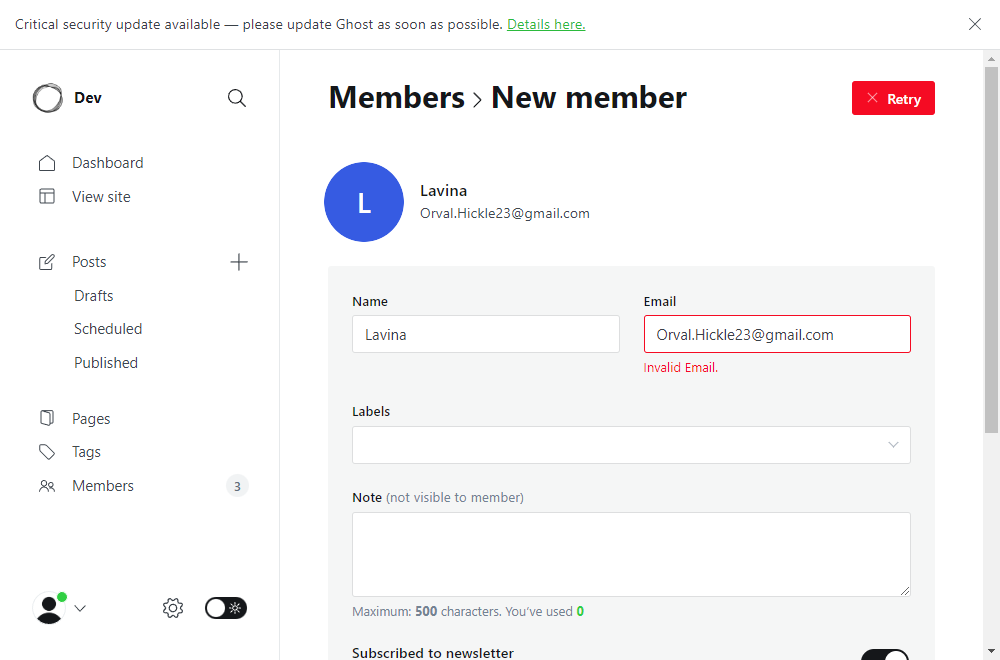 Critical security update available — please update Ghost as soon as possible. Details here.
Dev
Dashboard
View site
Posts
Drafts
Scheduled
Published
Pages
Tags
Members
3
Members
New member
Retry
L
Lavina
Orval.Hickle23@gmail.com
Name
Email
Lavina
Orval.Hickle23@gmail.com
Invalid Email.
Labels
Note (not visible to member)
Maximum: 500 characters. You've used 0
Subscribed to newsletter